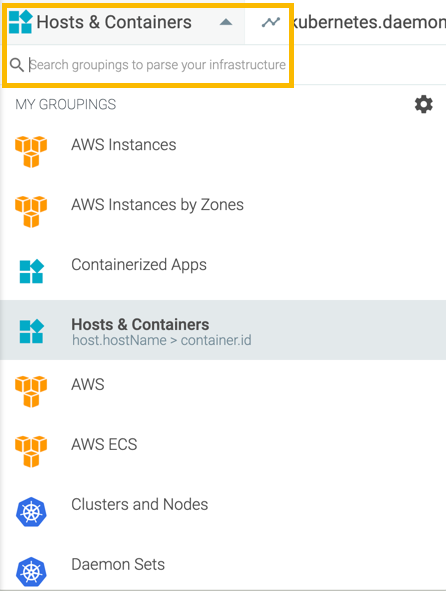 Hosts & Containers
kubernetes.daemon
Search groupings to parse your infrastructure
MY GROUPINGS
AWS Instances
AWS Instances by Zones
Containerized Apps
Hosts & Containers
host.hostName > container.id
AWS
AWS ECS
Clusters and Nodes
Daemon Sets